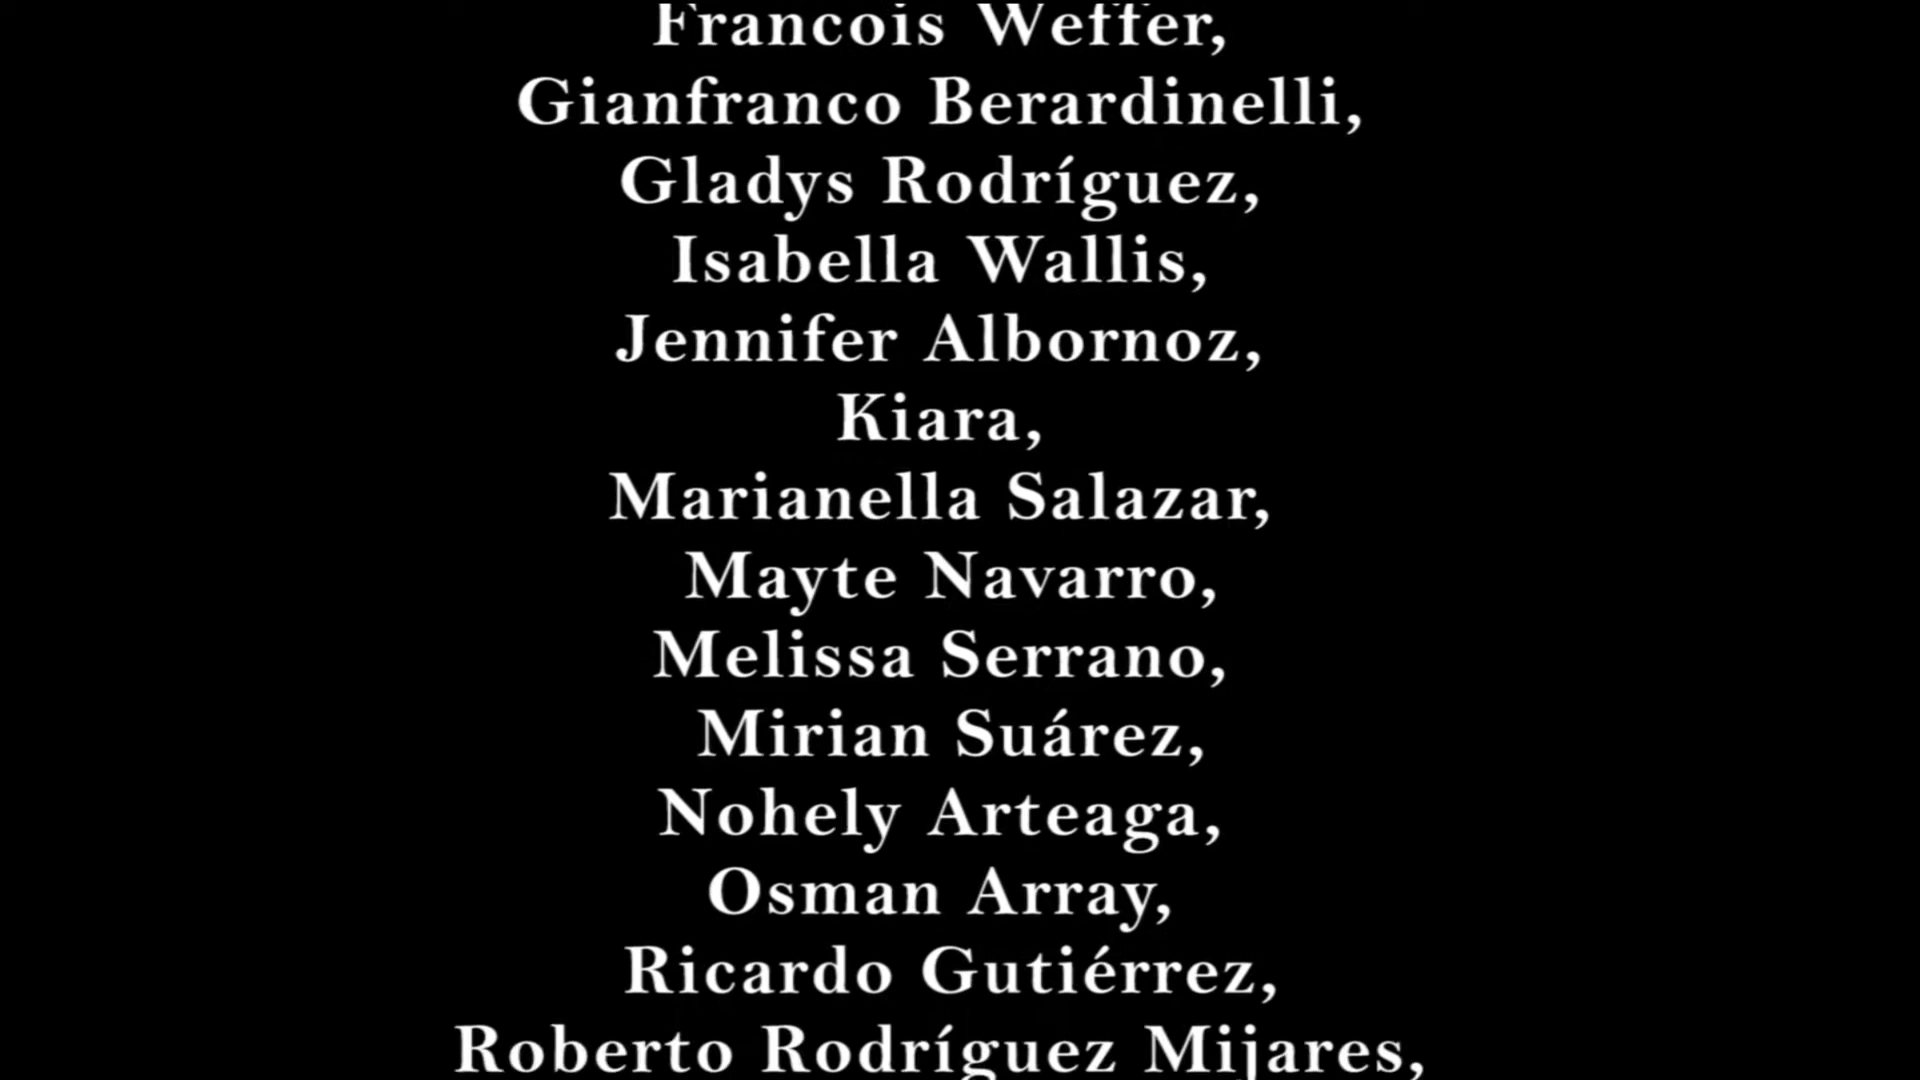 Francois Weffer,
Gianfranco Berardinelli,
Gladys Rodríguez,
Isabella Wallis,
Jennifer Albornoz,
Kiara,
Marianella Salazar,
Mayte Navarro,
Melissa Serrano,
Mirian Suárez,
Nohely Arteaga,
Osman Array,
Ricardo Gutiérrez,
Roberto Rodríguez Mijares,